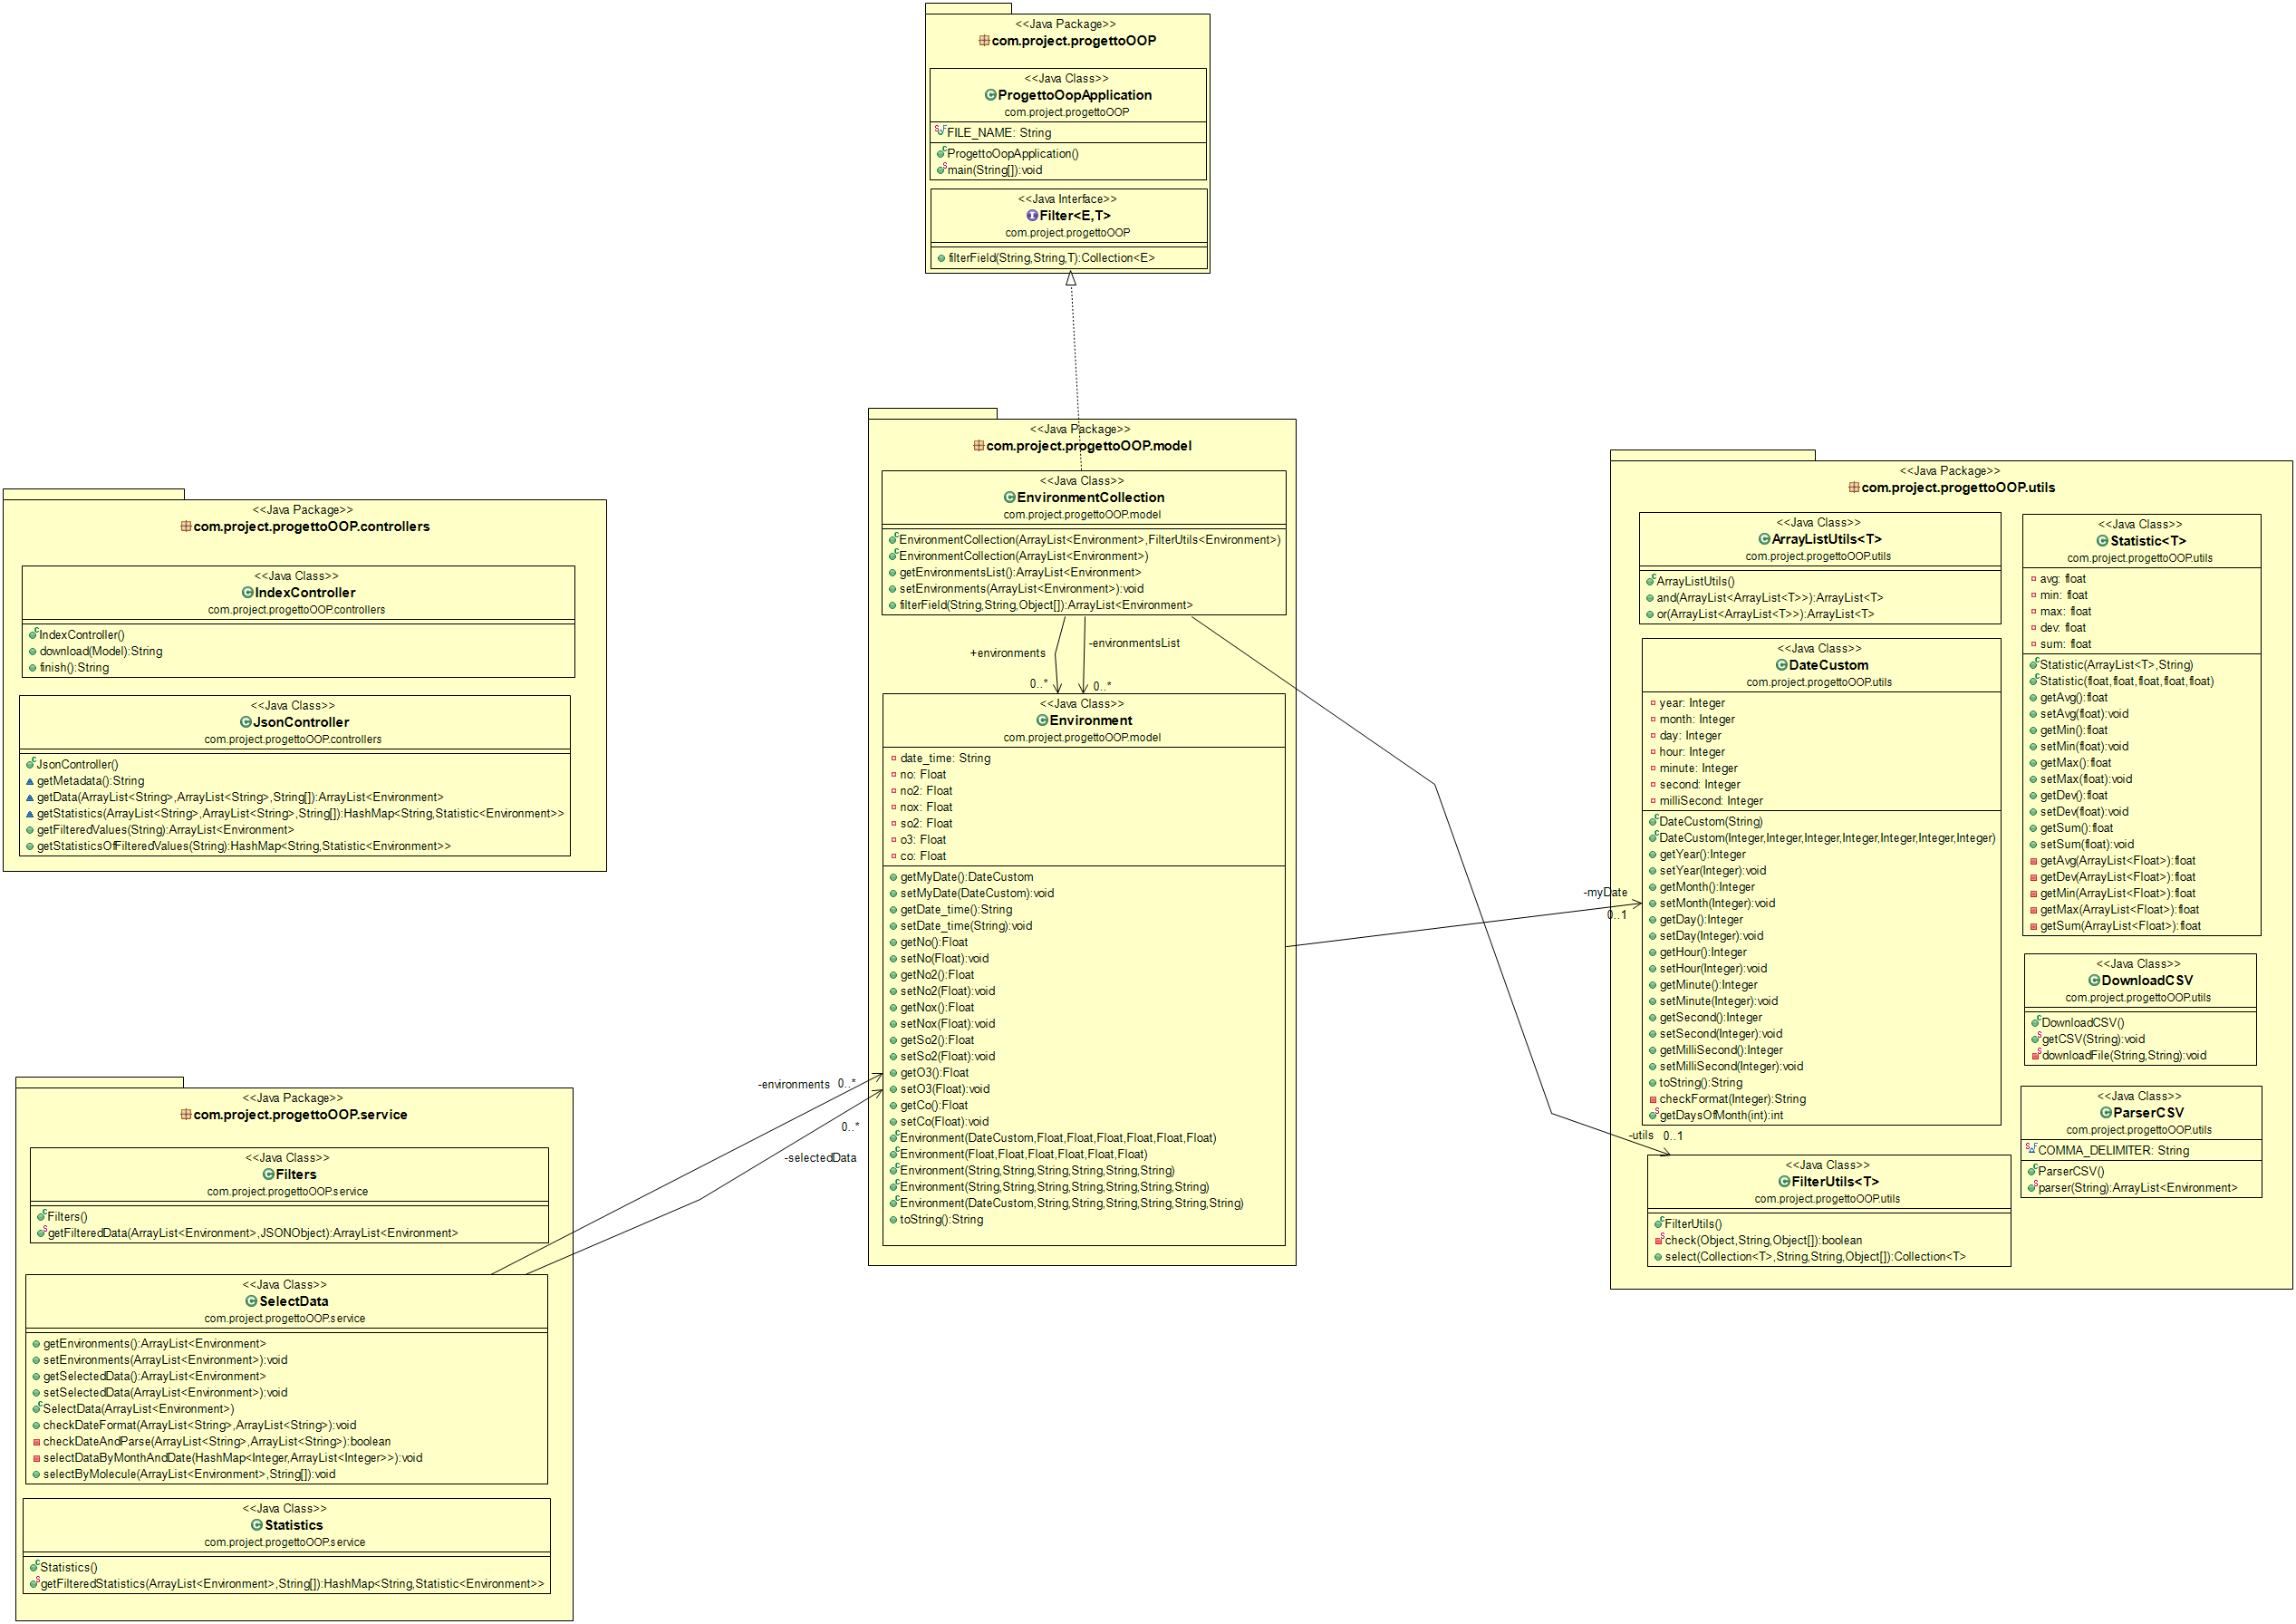 <<Java Package>>
com.project.progettoOOP
<<Java Class>>
ProgettoOopApplication
com.project.progettoOOP
FILE_NAME: String
ProgettoOopApplication()
main(String[]):void
<<Java Interface>>
Filter<E,T>
com.project.progettoOOP
filterField(String,String,T):Collection<E>
<<Java Package>>
com.project.progettoOOP.controllers
<<Java Class>>
IndexController
com.project.progettoOOP.controllers
IndexController()
download(Model):String
finish():String
<<Java Class>>
JsonController
com.project.progettoOOP.controllers
JsonController()
getMetadata():String
getData(ArrayList<String>,ArrayList<String>,String[]):ArrayList<Environment>
getStatistics(ArrayList<String>,ArrayList<String>,String[]):HashMap<String,Statistic<Environment>>
getFilteredValues(String):ArrayList<Environment>
getStatisticsOfFilteredValues(String):HashMap<String,Statistic<Environment>>
<<Java Package>>
com.project.progettoOOP.service
<<Java Class>>
Filters
com.project.progettoOOP.service
Filters()
getFilteredData(ArrayList<Environment>,JSONObject):ArrayList<Environment>
<<Java Class>>
SelectData
com.project.progettoOOP.service
getEnvironments():ArrayList<Environment>
setEnvironments(ArrayList<Environment>):void
getSelectedData():ArrayList<Environment>
setSelectedData(ArrayList<Environment>):void
SelectData(ArrayList<Environment>)
checkDateFormat(ArrayList<String>,ArrayList<String>):void
checkDateAndParse(ArrayList<String>,ArrayList<String>):boolean
selectDataByMonthAndDate(HashMap<Integer,ArrayList<Integer>>):void
selectByMolecule(ArrayList<Environment>,String[]):void
<<Java Class>>
Statistics
com.project.progettoOOP.service
Statistics()
getFilteredStatistics(ArrayList<Environment>,String[]):HashMap<String,Statistic<Environment>>
-environments 0..*
0..*
-selectedData
<<Java Package>>
com.project.progettoOOP.model
<<Java Class>>
EnvironmentCollection
com.project.progettoOOP.model
EnvironmentCollection(ArrayList<Environment>,FilterUtils<Environment>)
EnvironmentCollection(ArrayList<Environment>)
getEnvironmentsList():ArrayList<Environment>
setEnvironments(ArrayList<Environment>):void
filterField(String,String,Object[]):ArrayList<Environment>
+environments
-environmentsList
0..*
0..*
<<Java Class>>
Environment
com.project.progettoOOP.model
date_time: String
no: Float
no2: Float
nox: Float
so2: Float
o3: Float
co: Float
getMyDate():DateCustom
setMyDate(DateCustom):void
getDate_time():String
setDate_time(String):void
getNo():Float
setNo(Float):void
getNo2():Float
setNo2(Float):void
getNox():Float
setNox(Float):void
getSo2():Float
setSo2(Float):void
getO3():Float
setO3(Float):void
getCo():Float
setCo(Float):void
Environment(DateCustom,Float,Float,Float,Float,Float,Float)
Environment(Float,Float,Float,Float,Float,Float)
Environment(String,String,String,String,String,String)
Environment(String,String,String,String,String,String,String)
Environment(DateCustom,String,String,String,String,String,String)
toString():String
-myDate
0..1
-utils 0..1
<<Java Package>>
com.project.progettoOOP.utils
<<Java Class>>
ArrayListUtils<T>
com.project.progettoOOP.utils
ArrayListUtils()
and(ArrayList<ArrayList<T>>):ArrayList<T>
or(ArrayList<ArrayList<T>>):ArrayList<T>
<<Java Class>>
DateCustom
com.project.progettoOOP.utils
year: Integer
month: Integer
day: Integer
hour: Integer
minute: Integer
second: Integer
milliSecond: Integer
DateCustom(String)
DateCustom(Integer,Integer,Integer,Integer,Integer,Integer,Integer)
getYear():Integer
setYear(Integer):void
getMonth():Integer
setMonth(Integer):void
getDay():Integer
setDay(Integer):void
getHour():Integer
setHour(Integer):void
getMinute():Integer
setMinute(Integer):void
getSecond():Integer
setSecond(Integer):void
getMilliSecond():Integer
setMilliSecond(Integer):void
toString():String
checkFormat(Integer):String
getDaysOfMonth(int):int
<<Java Class>>
FilterUtils<T>
com.project.progettoOOP.utils
FilterUtils()
check(Object,String,Object[]):boolean
select(Collection<T>,String,String,Object[]):Collection<T>
<<Java Class>>
Statistic<T>
com.project.progettoOOP.utils
avg: float
min: float
max: float
dev: float
sum: float
Statistic(ArrayList<T>,String)
Statistic(float,float,float,float,float)
getAvg():float
setAvg(float):void
getMin():float
setMin(float):void
getMax():float
setMax(float):void
getDev():float
setDev(float):void
getSum():float
setSum(float):void
getAvg(ArrayList<Float>):float
getDev(ArrayList<Float>):float
getMin(ArrayList<Float>):float
getMax(ArrayList<Float>):float
getSum(ArrayList<Float>):float
<<Java Class>>
DownloadCSV
com.project.progettoOOP.utils
DownloadCSV()
getCSV(String):void
downloadFile(String,String):void
<<Java Class>>
ParserCSV
com.project.progettoOOP.utils
COMMA_DELIMITER: String
ParserCSV()
parser(String):ArrayList<Environment>